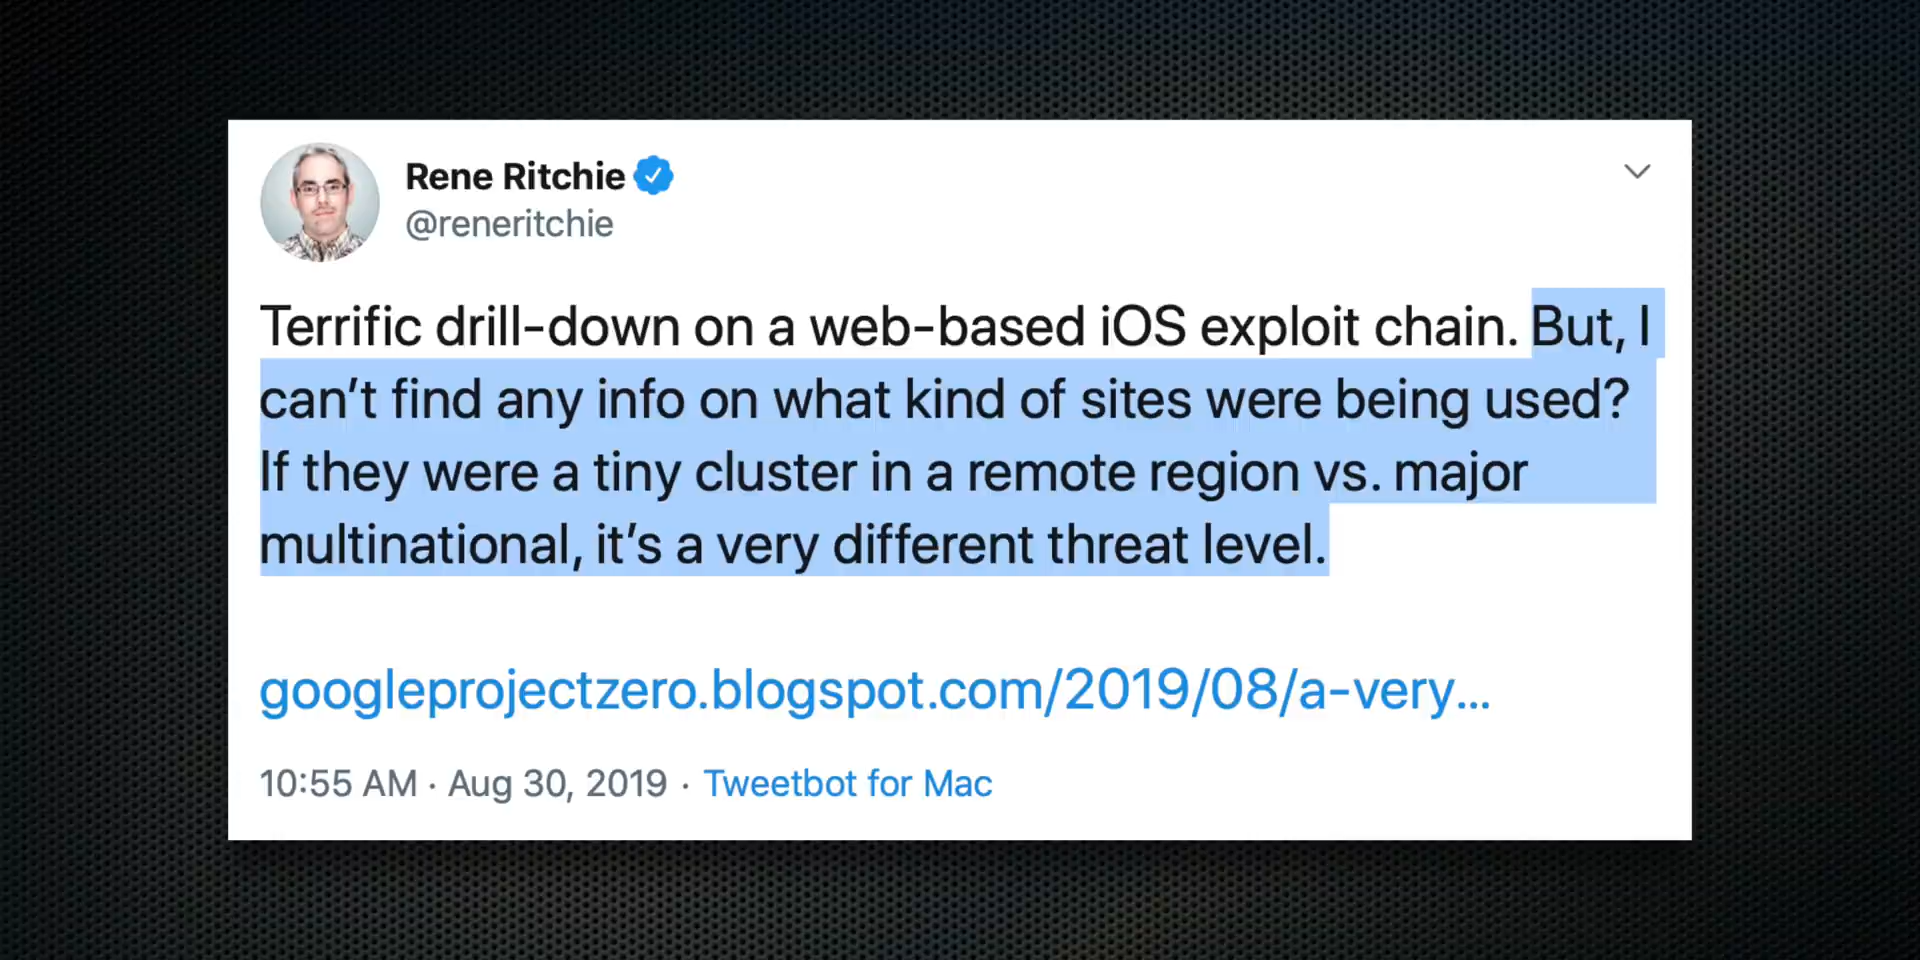 Rene Ritchie
@reneritchie
Terrific drill-down on a web-based iOS exploit chain. But, I
can’t find any info on what kind of sites were being used?
If they were a tiny cluster in a remote region vs. major
multinational, it’s a very different threat level.
googleprojectzero.blogspot.com/2019/08/a-very...
10:55 AM · Aug 30, 2019 · Tweetbot for Mac